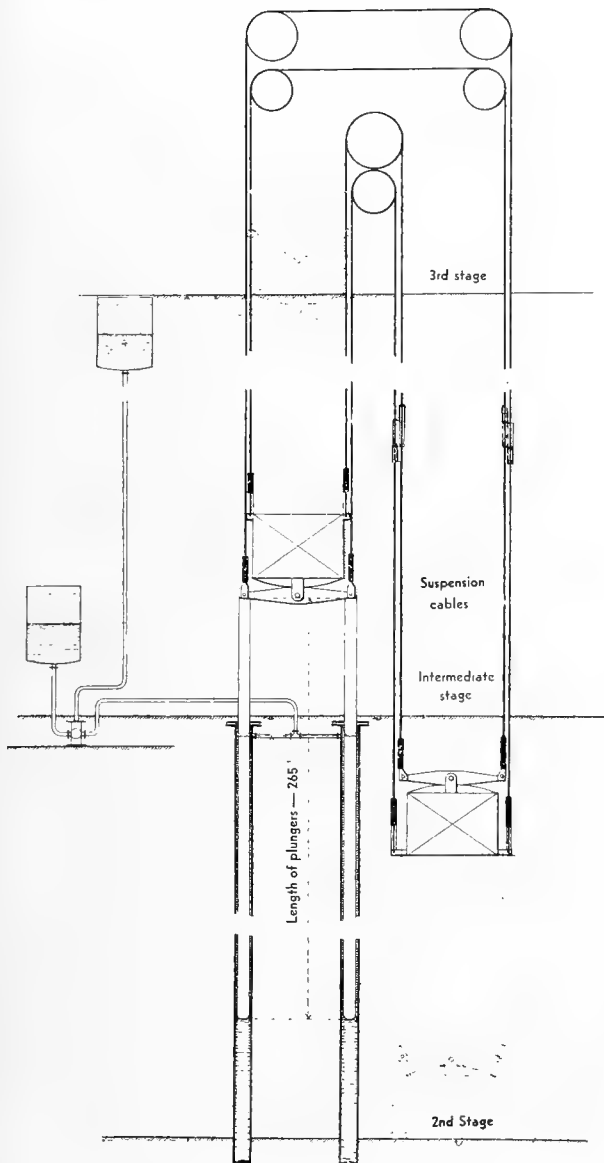 3rd stage
Suspension
cables
Intermediate
stage
Length of plungers — 265'
2nd Stage